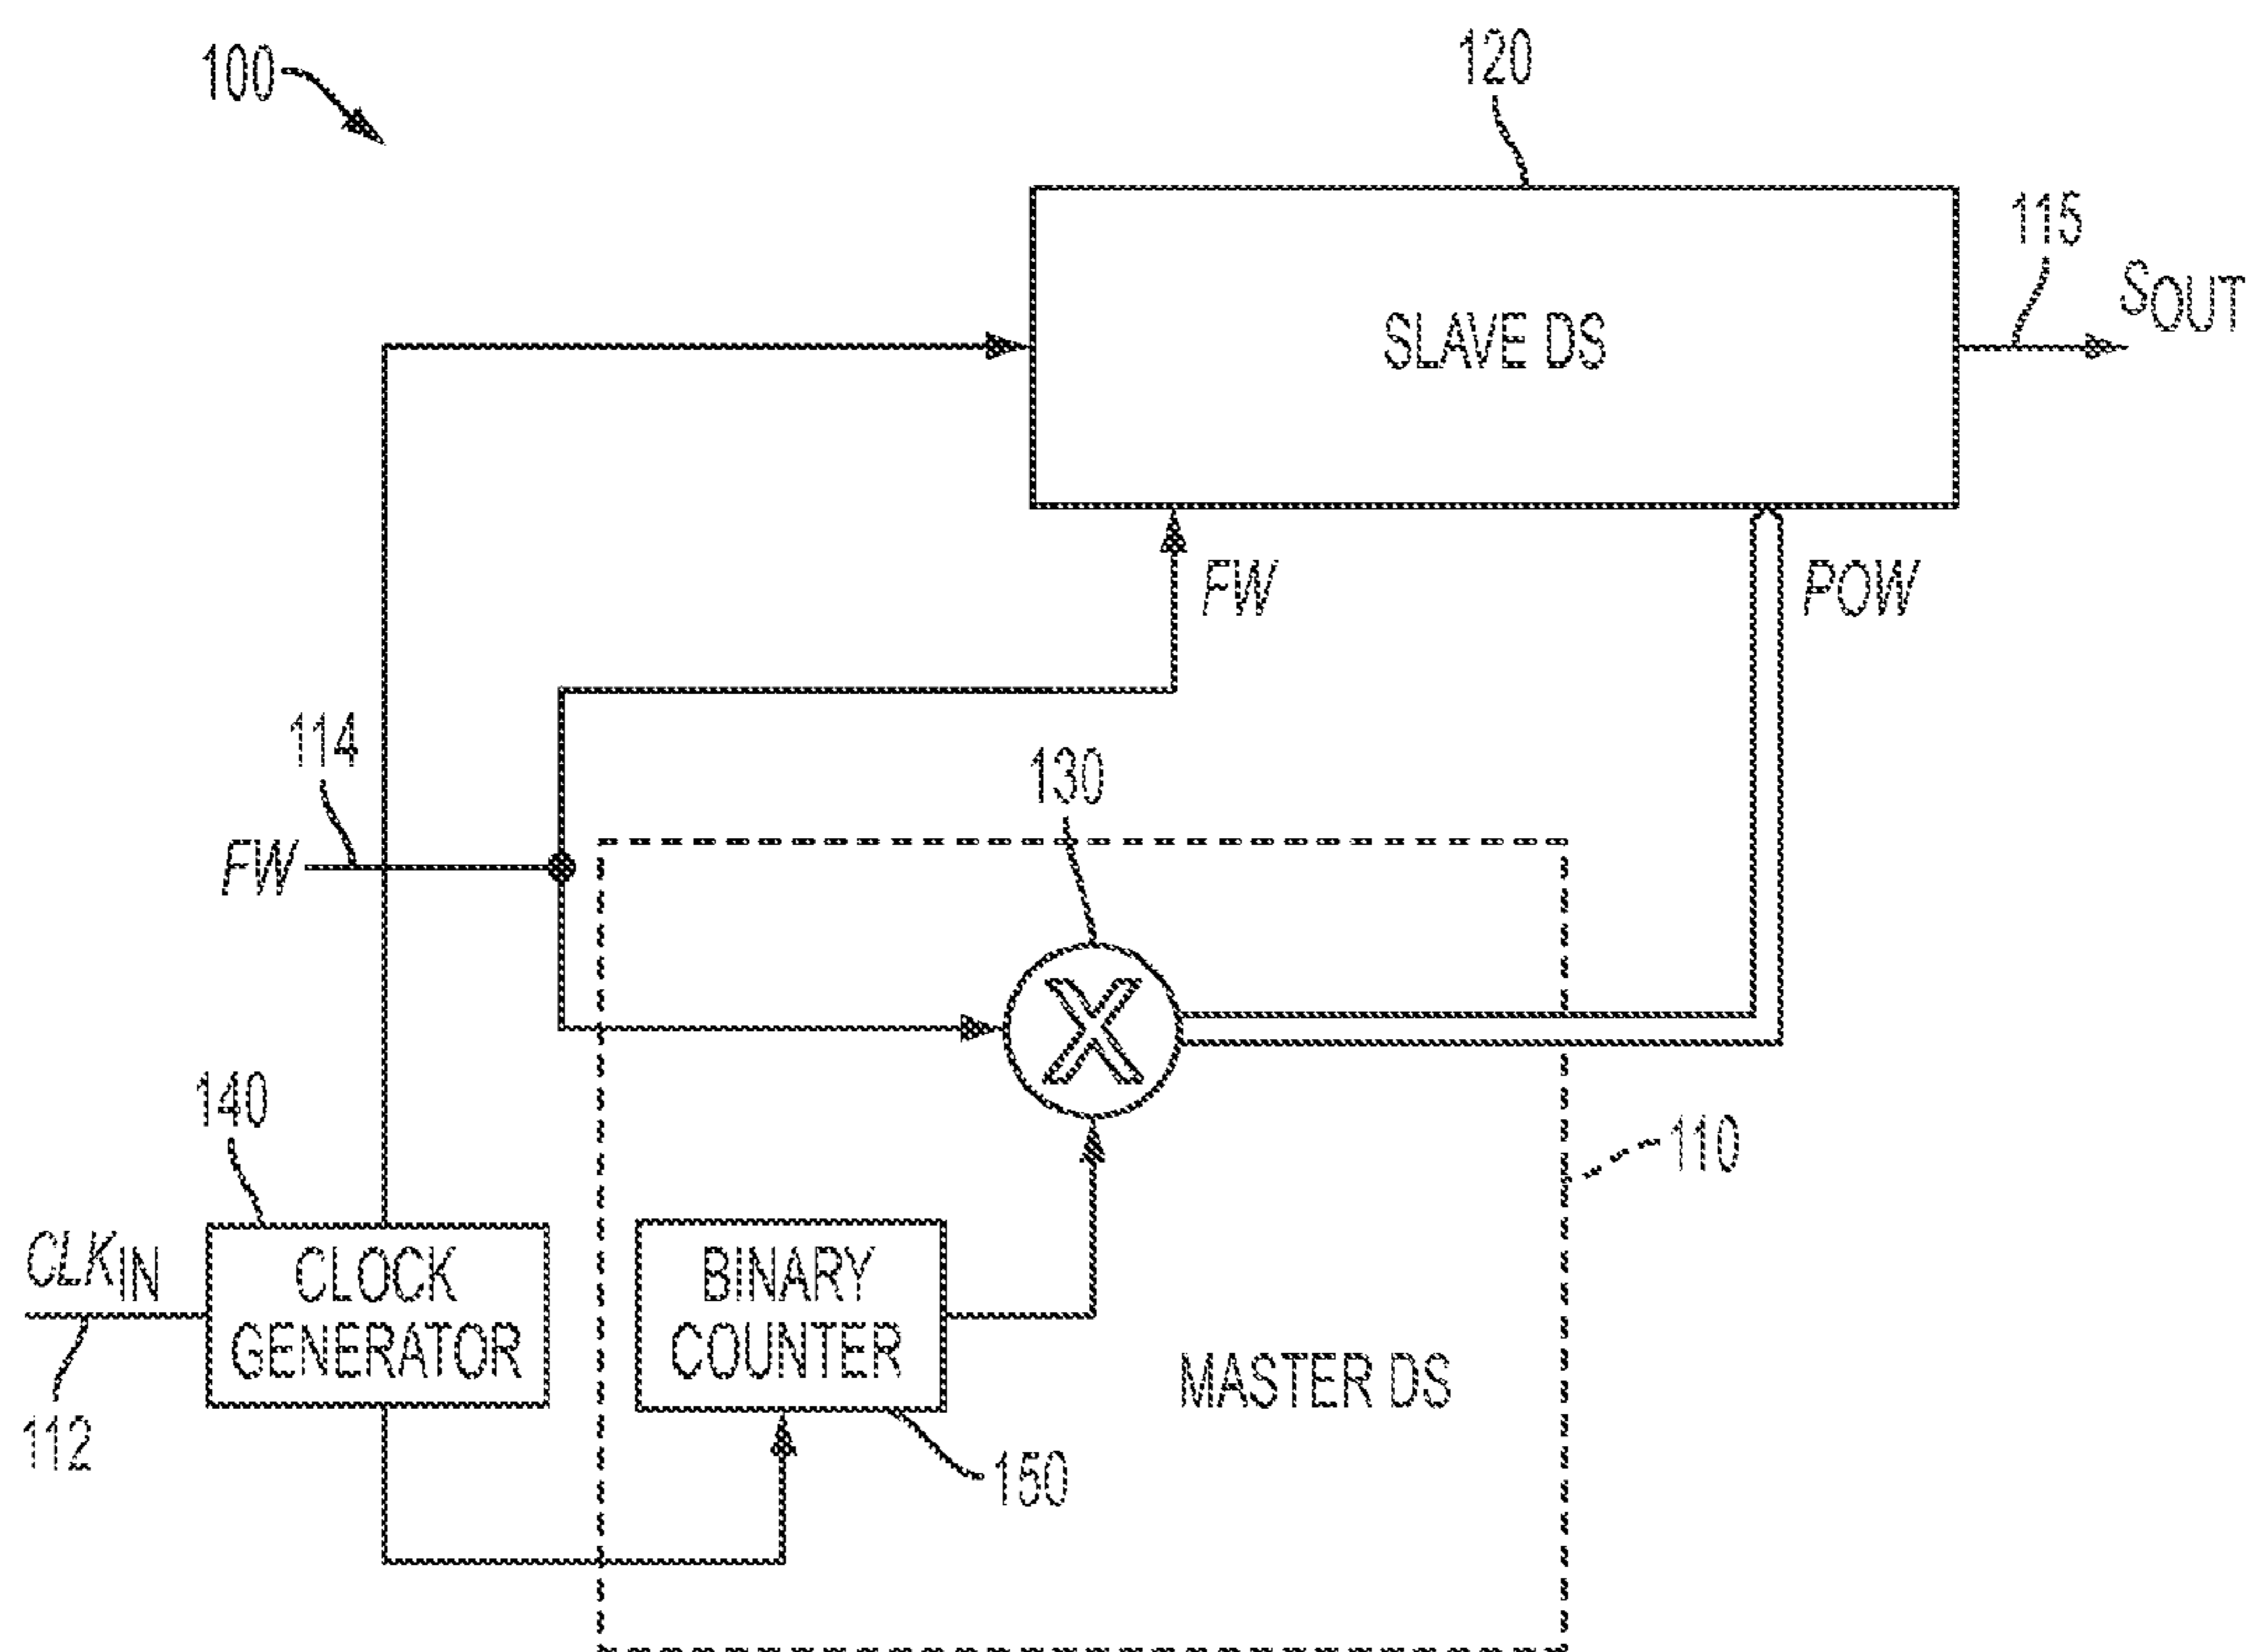 100
120
115
SOUT
SLAVE DS
FW
POW
114
130
FW
X
140
110
CLKIN
CLOCK
GENERATOR
BINARY
COUNTER
MASTER DS
112
150